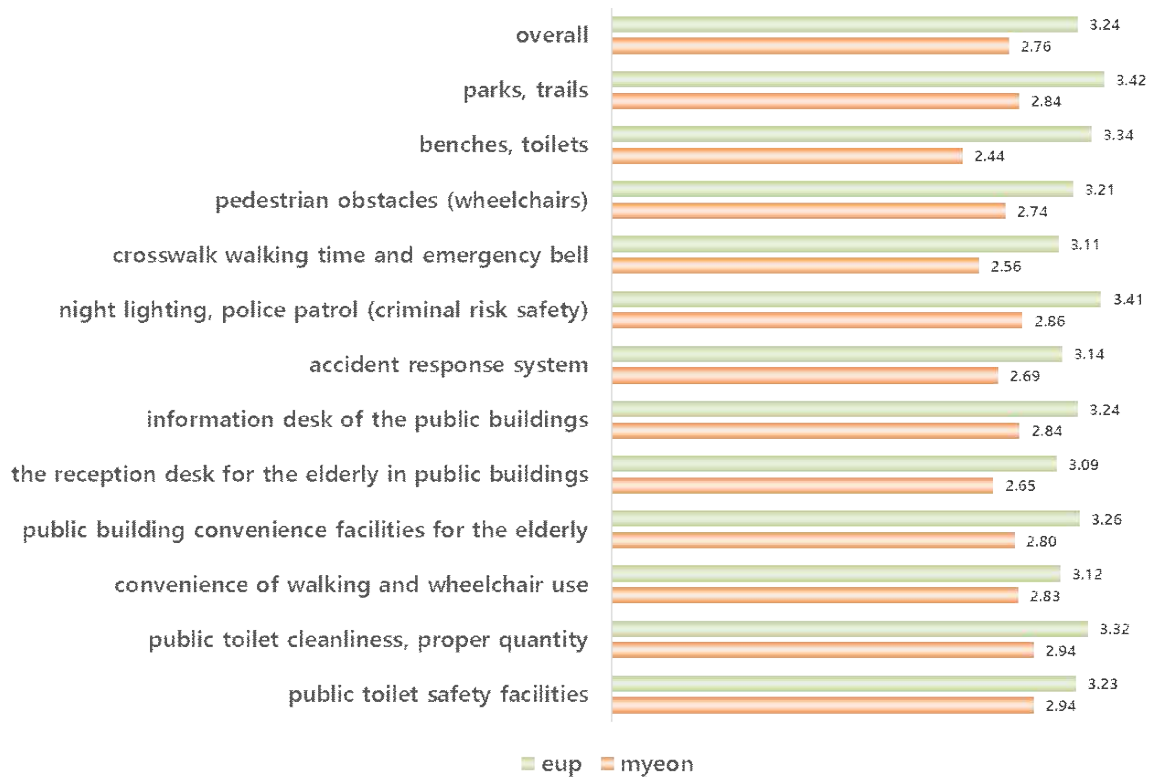 overall
3.24
2.76
parks, trails
3.42
2.84
benches, toilets
3.34
2.44
pedestrian obstacles (wheelchairs)
3.21
2.74
crosswalk walking time and emergency bell
3.11
2.56
night lighting, police patrol (criminal risk safety)
3.41
2.86
accident response system
3.14
2.69
information desk of the public buildings
3.24
2.84
the reception desk for the elderly in public buildings
3.09
2.65
public building convenience facilities for the elderly
3.26
2.80
convenience of walking and wheelchair use
3.12
2.83
public toilet cleanliness, proper quantity
3.32
2.94
public toilet safety facilities
3.23
2.94
eup myeon